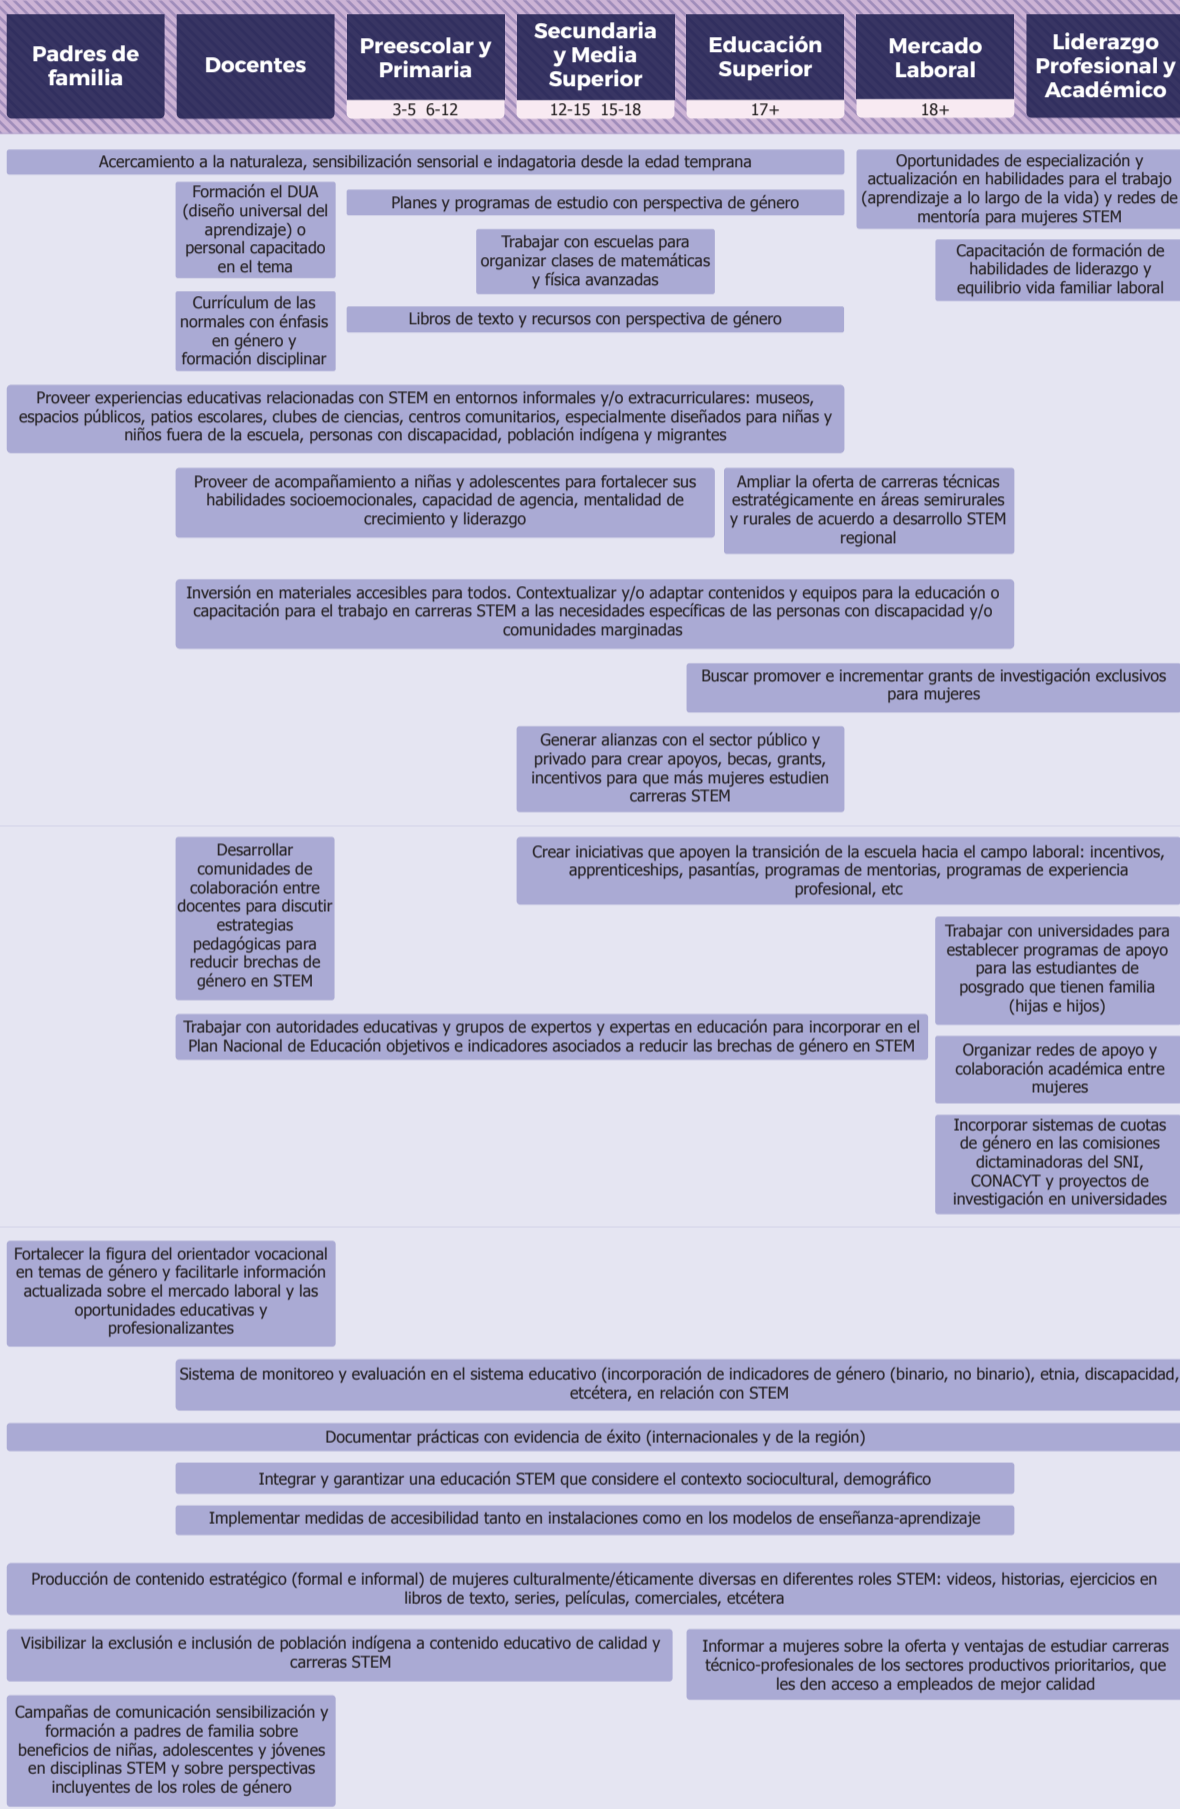 Padres de
familia
Docentes
Preescolar y
Primaria
3-5 6-12
Secundaria
y Media
Superior
12-15 15-18
Educación
Superior
17+
Mercado
Laboral
18+
Liderazgo
Profesional y
Académico
Acercamiento a la naturaleza, sensibilización sensorial e indagatoria desde la edad temprana
Oportunidades de especialización y
actualización en habilidades para el trabajo
(aprendizaje a lo largo de la vida) y redes de
mentoría para mujeres STEM
Formación el DUA
(diseño universal del
aprendizaje) o
personal capacitado
en el tema
Planes y programas de estudio con perspectiva de género
Trabajar con escuelas para
organizar clases de matemáticas
y física avanzadas
Capacitación de formación de
habilidades de liderazgo y
equilibrio vida familiar laboral
Currículum de las
normales con énfasis
en género y
formación disciplinar
Libros de texto y recursos con perspectiva de género
Proveer experiencias educativas relacionadas con STEM en entornos informales y/o extracurriculares: museos,
espacios públicos, patios escolares, clubes de ciencias, centros comunitarios, especialmente diseñados para niñas y
niños fuera de la escuela, personas con discapacidad, población indígena y migrantes
Proveer de acompañamiento a niñas y adolescentes para fortalecer sus
habilidades socioemocionales, capacidad de agencia, mentalidad de
crecimiento y liderazgo
Ampliar la oferta de carreras técnicas
estratégicamente en áreas semirurales
y rurales de acuerdo a desarrollo STEM
regional
Inversión en materiales accesibles para todos. Contextualizar y/o adaptar contenidos y equipos para la educación o
capacitación para el trabajo en carreras STEM a las necesidades específicas de las personas con discapacidad y/o
comunidades marginadas
Buscar promover e incrementar grants de investigación exclusivos
para mujeres
Generar alianzas con el sector público y
privado para crear apoyos, becas, grants,
incentivos para que más mujeres estudien
carreras STEM
Desarrollar
comunidades de
colaboración entre
docentes para discutir
estrategias
pedagógicas para
reducir brechas de
género en STEM
Crear iniciativas que apoyen la transición de la escuela hacia el campo laboral: incentivos,
apprenticeships, pasantías, programas de mentorias, programas de experiencia
profesional, etc
Trabajar con universidades para
establecer programas de apoyo
para las estudiantes de
posgrado que tienen familia
(hijas e hijos)
Trabajar con autoridades educativas y grupos de expertos y expertas en educación para incorporar en el
Plan Nacional de Educación objetivos e indicadores asociados a reducir las brechas de género en STEM
Organizar redes de apoyo y
colaboración académica entre
mujeres
Incorporar sistemas de cuotas
de género en las comisiones
dictaminadoras del SNI,
CONACYT y proyectos de
investigación en universidades
Fortalecer la figura del orientador vocacional
en temas de género y facilitarle información
actualizada sobre el mercado laboral y las
oportunidades educativas y
profesionalizantes
Sistema de monitoreo y evaluación en el sistema educativo (incorporación de indicadores de género (binario, no binario), etnia, discapacidad,
etcétera, en relación con STEM
Documentar prácticas con evidencia de éxito (internacionales y de la región)
Integrar y garantizar una educación STEM que considere el contexto sociocultural, demográfico
Implementar medidas de accesibilidad tanto en instalaciones como en los modelos de enseñanza-aprendizaje
Producción de contenido estratégico (formal e informal) de mujeres culturalmente/éticamente diversas en diferentes roles STEM: videos, historias, ejercicios en
libros de texto, series, películas, comerciales, etcétera
Visibilizar la exclusión e inclusión de población indígena a contenido educativo de calidad y
carreras STEM
Informar a mujeres sobre la oferta y ventajas de estudiar carreras
técnico-profesionales de los sectores productivos prioritarios, que
les den acceso a empleados de mejor calidad
Campañas de comunicación sensibilización y
formación a padres de familia sobre
beneficios de niñas, adolescentes y jóvenes
en disciplinas STEM y sobre perspectivas
incluyentes de los roles de género